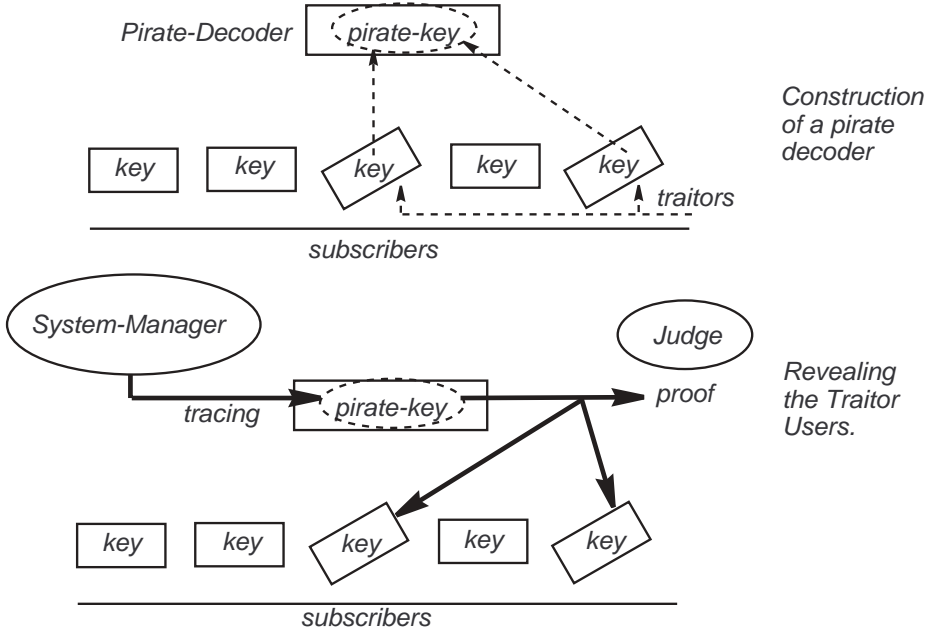 Pirate-Decoder
pirate-key
Construction
of a pirate
decoder
key
key
key
key
key
traitors
subscribers
System-Manager
Judge
tracing
pirate-key
proof
Revealing
the Traitor
Users.
key
key
key
key
key
subscribers